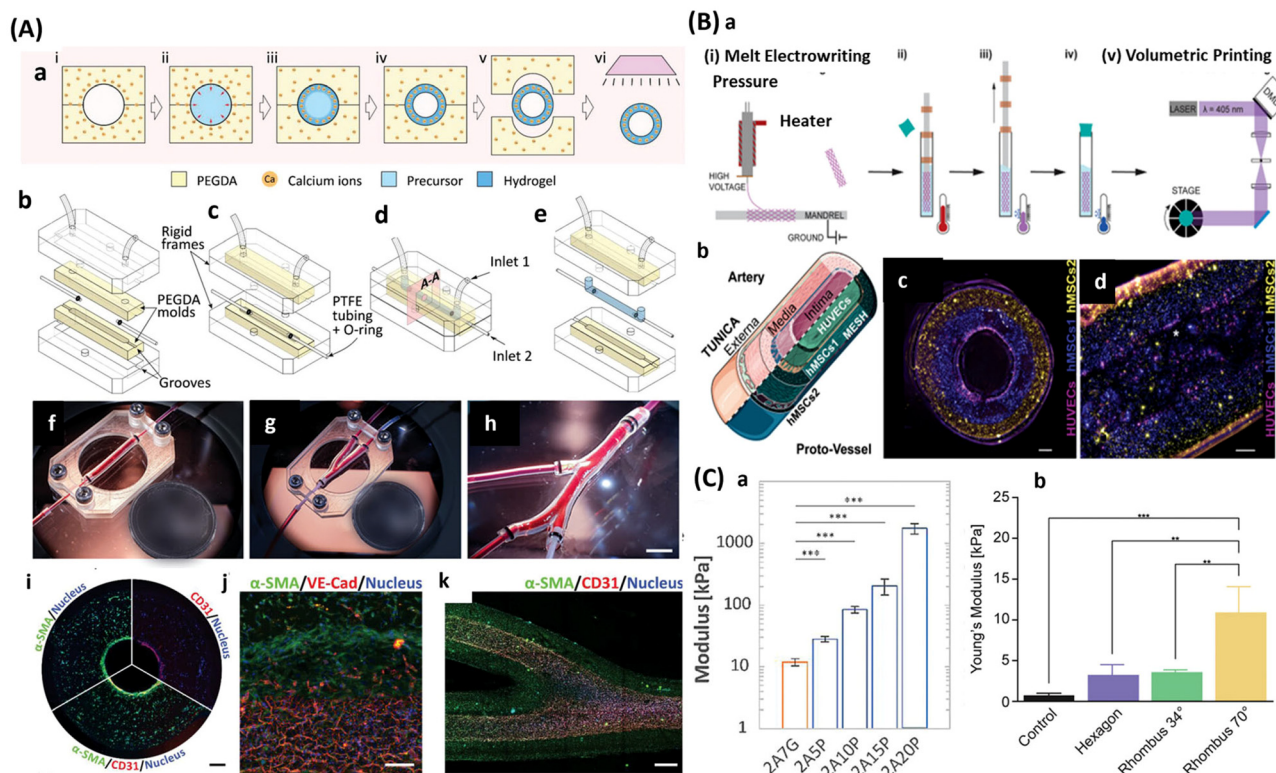 (A)
a
i
ii
iii
iv
v
vi
PEGDA
Ca
Calcium ions
Precursor
Hydrogel
b
c
d
e
Rigid frames
PEGDA molds
Grooves
PTFE tubing + O-ring
A-A
Inlet 1
Inlet 2
f
g
h
i
α-SMA/Nucleus
CD31/Nucleus
α-SMA/CD31/Nucleus
j
α-SMA/VE-Cad/Nucleus
k
α-SMA/CD31/Nucleus
(B) a
(i) Melt Electrowriting
Pressure
Heater
HIGH VOLTAGE
MANDREL
GROUND
ii)
iii)
iv)
(v) Volumetric Printing
LASER
λ = 405 nm
STAGE
b
Artery
TUNICA
Externa
Media
Intima
HUVECs
hMSCs1
MESH
hMSCs2
Proto-Vessel
c
HUVECs hMSCs1 hMSCs2
d
*
HUVECs hMSCs1 hMSCs2
(C) a
Modulus [kPa]
1000
100
10
1
***
***
***
2A7G
2A5P
2A10P
2A15P
2A20P
b
Young's Modulus [kPa]
25
20
15
10
5
0
***
**
**
Control
Hexagon
Rhombus 34°
Rhombus 70°